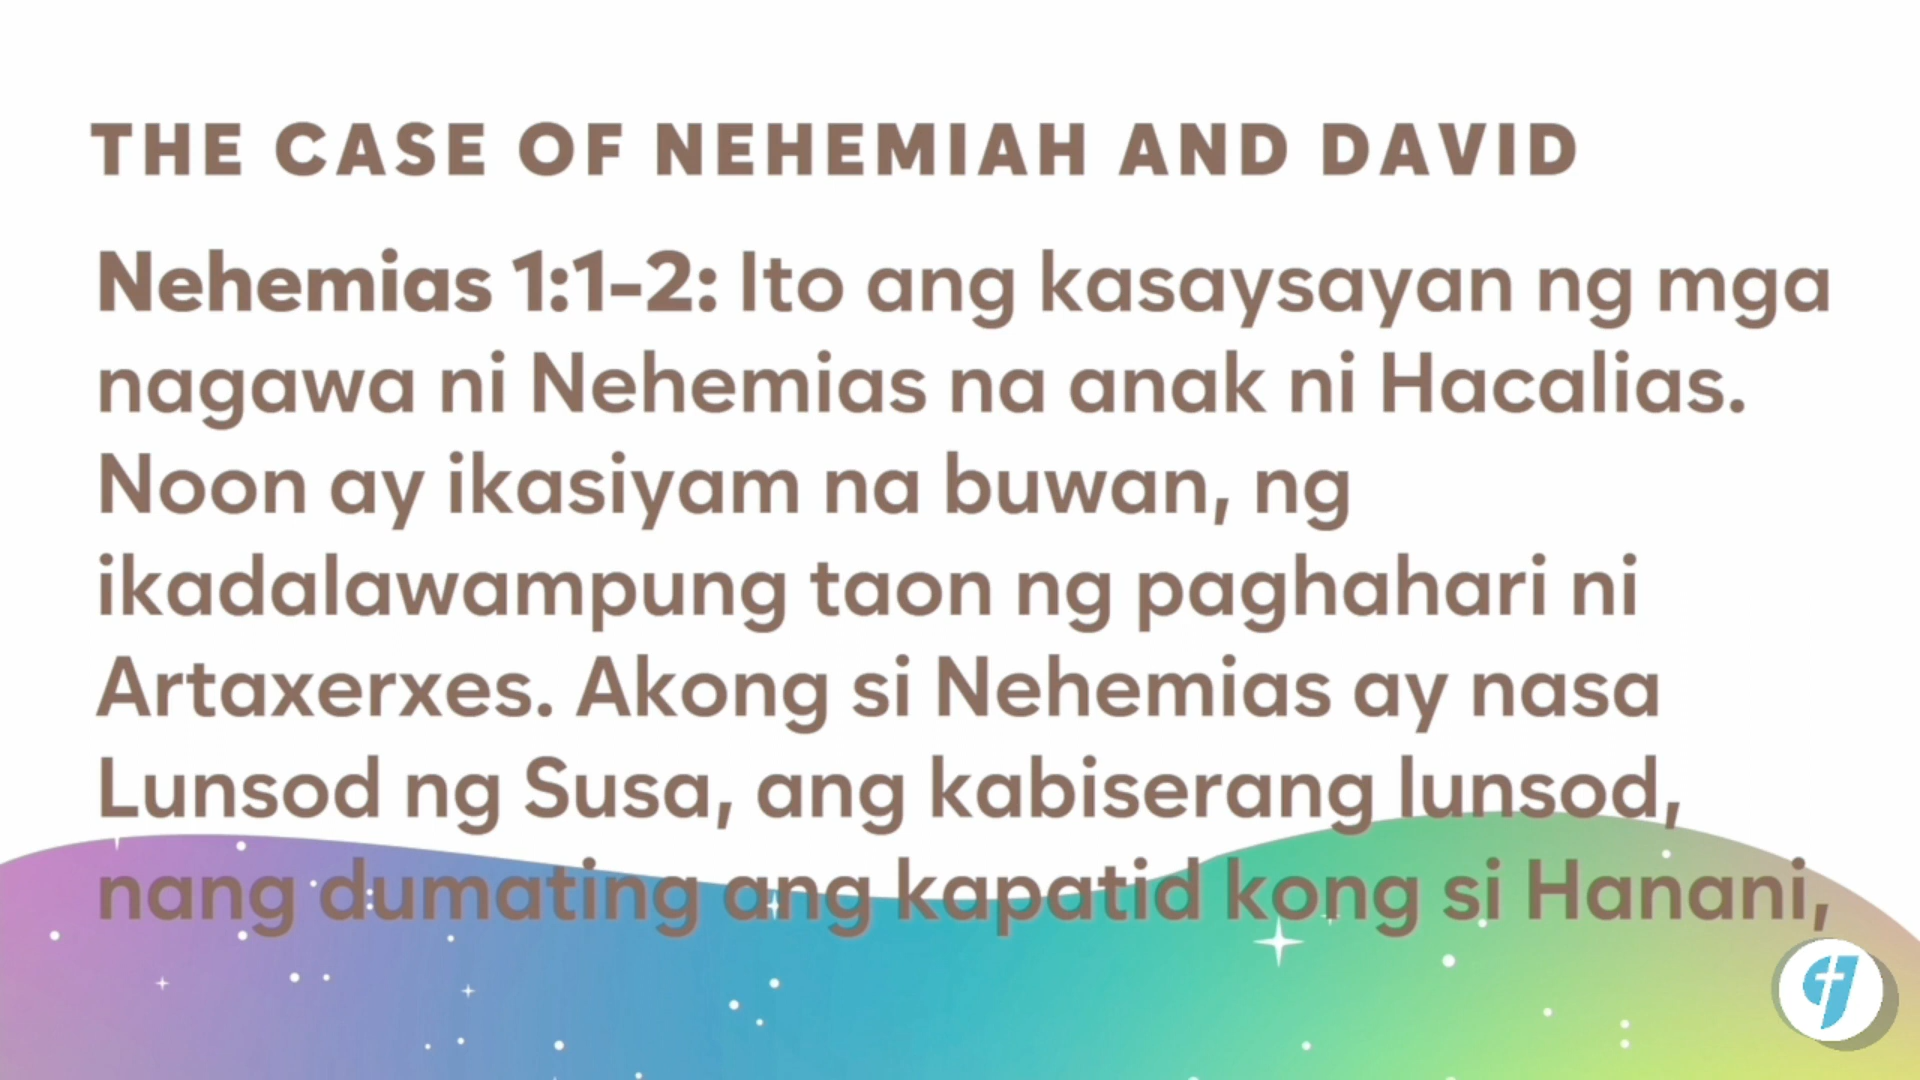 THE CASE OF NEHEMIAH AND DAVID
Nehemias 1:1-2: Ito ang kasaysayan ng mga
nagawa ni Nehemias na anak ni Hacalias.
Noon ay ikasiyam na buwan, ng
ikadalawampung taon ng paghahari ni
Artaxerxes. Akong si Nehemias ay nasa
Lunsod ng Susa, ang kabiserang lunsod,
nang dumating ang kapatid kong si Hanani,